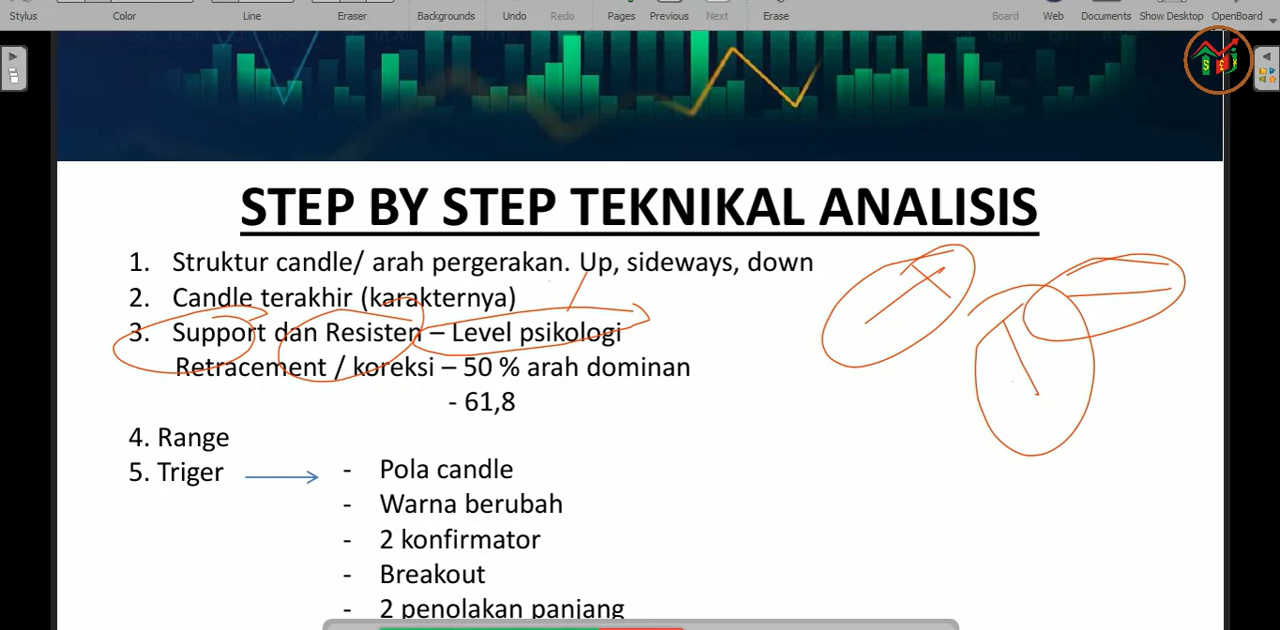 Stylus Color Line Eraser Backgrounds Undo Redo Pages Previous Next Erase Board Web Documents Show Desktop OpenBoard
STEP BY STEP TEKNIKAL ANALISIS
1. Struktur candle/ arah pergerakan. Up, sideways, down
2. Candle terakhir (karakternya)
3. Support dan Resisten – Level psikologi
Retracement / koreksi – 50 % arah dominan
- 61,8
4. Range
5. Triger
- Pola candle
- Warna berubah
- 2 konfirmator
- Breakout
- 2 penolakan panjang